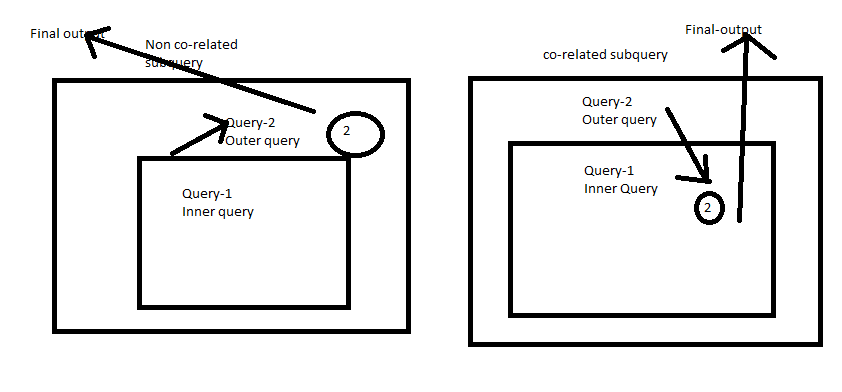 Final output
Non co-related
subquery
Query-2
Outer query
2
Query-1
Inner query
Final-output
co-related subquery
Query-2
Outer query
Query-1
Inner Query
2